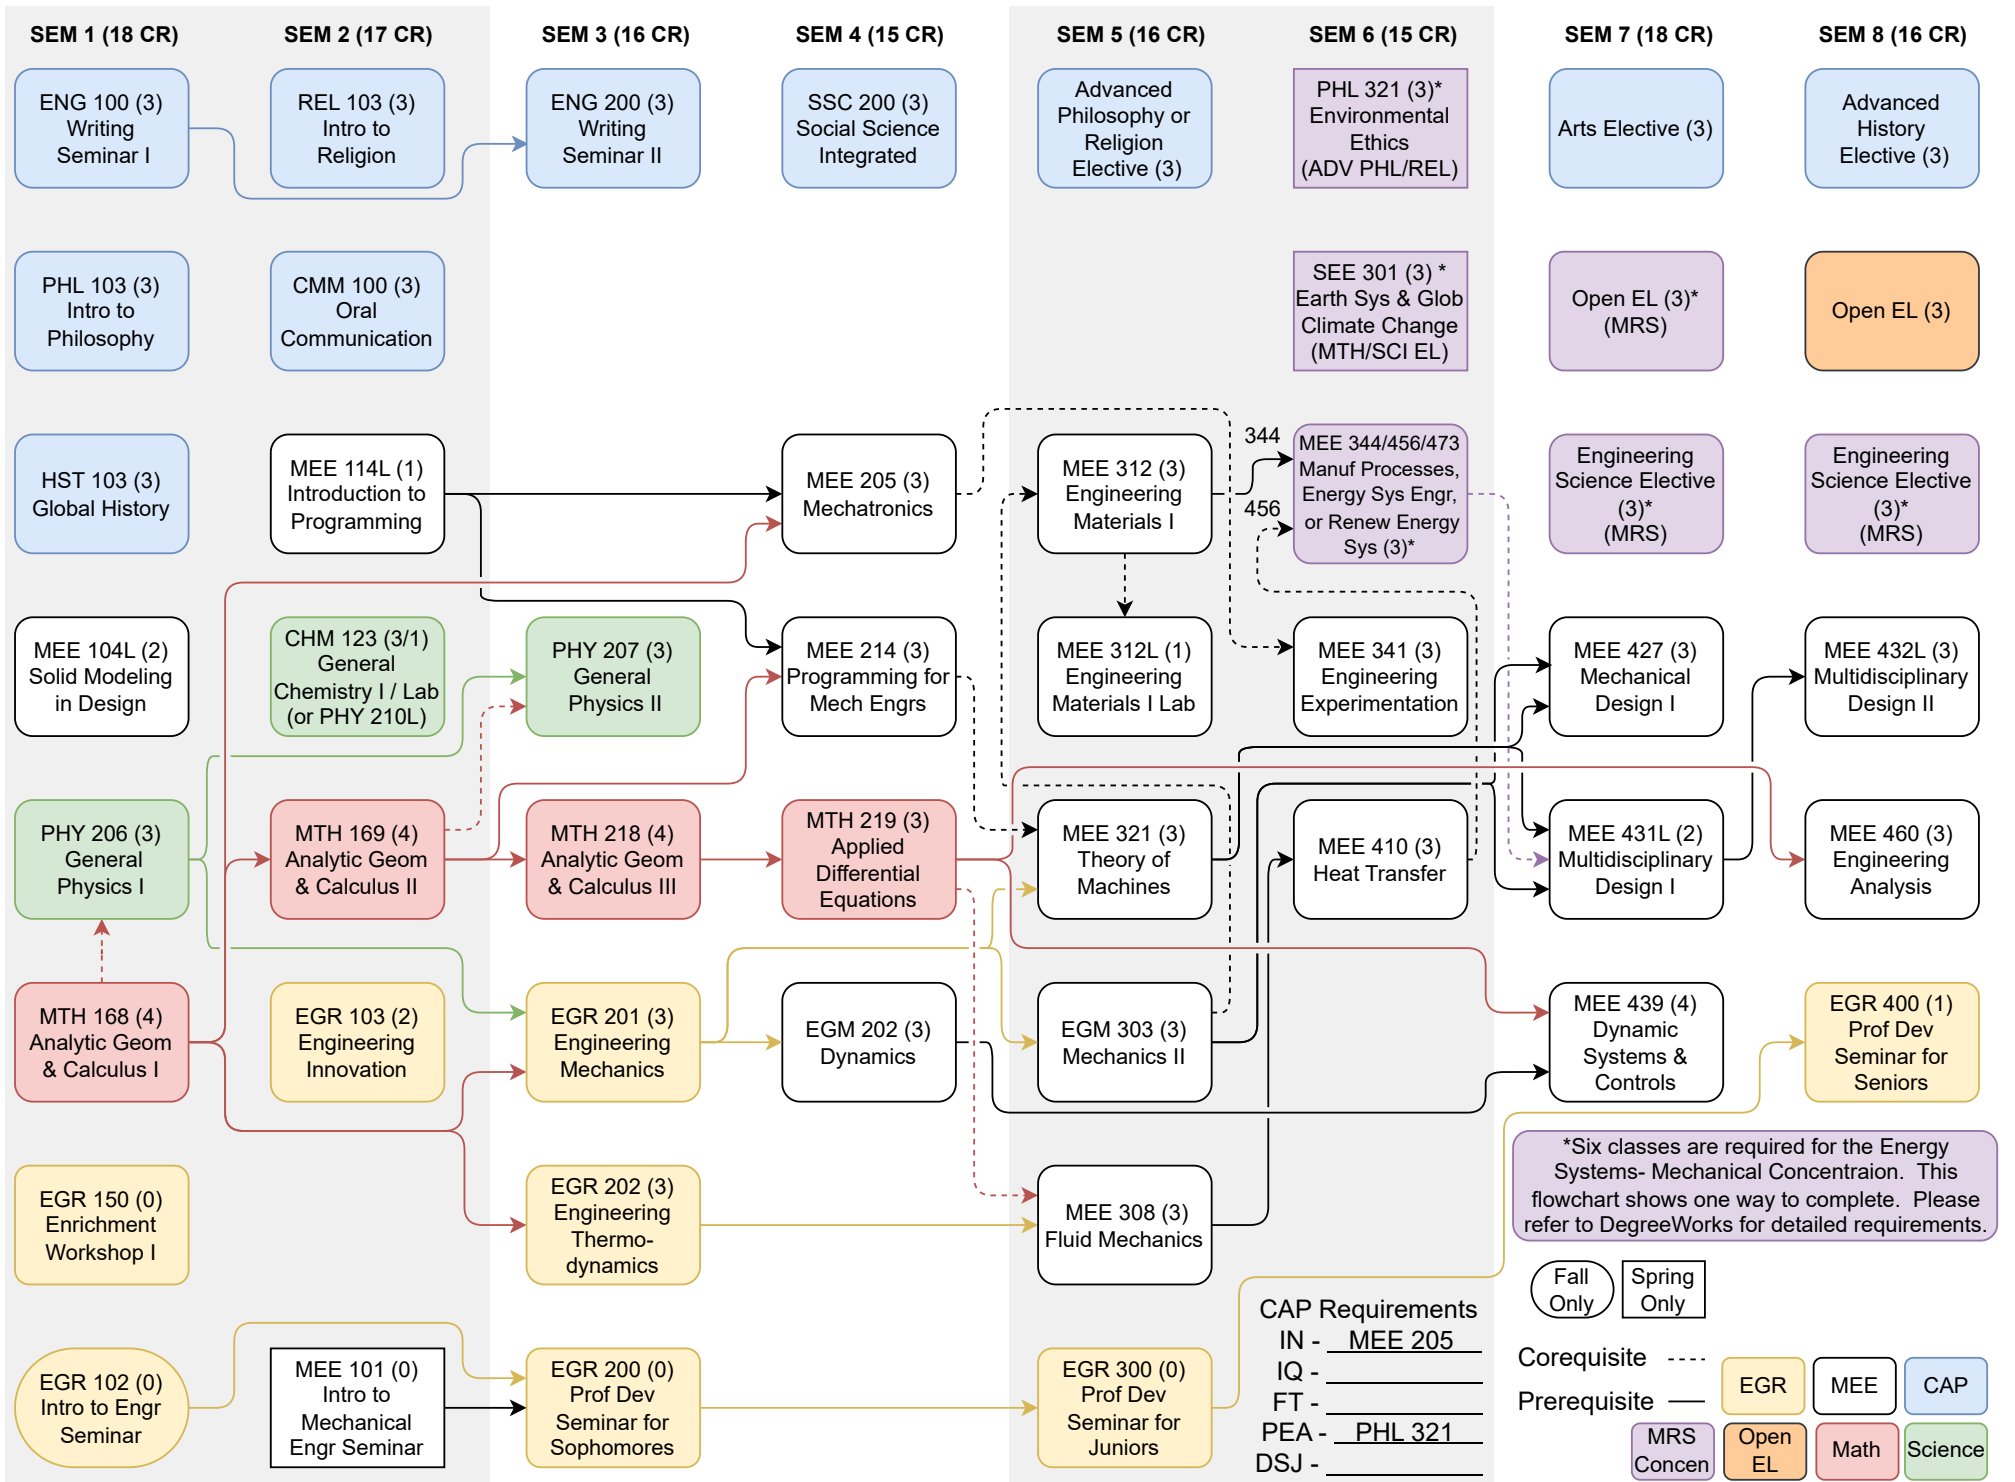 SEM 1 (18 CR)
SEM 2 (17 CR)
SEM 3 (16 CR)
SEM 4 (15 CR)
SEM 5 (16 CR)
SEM 6 (15 CR)
SEM 7 (18 CR)
SEM 8 (16 CR)
ENG 100 (3)
Writing
Seminar I
REL 103 (3)
Intro to
Religion
ENG 200 (3)
Writing
Seminar II
SSC 200 (3)
Social Science
Integrated
Advanced
Philosophy or
Religion
Elective (3)
PHL 321 (3)*
Environmental
Ethics
(ADV PHL/REL)
Arts Elective (3)
Advanced
History
Elective (3)
PHL 103 (3)
Intro to
Philosophy
CMM 100 (3)
Oral
Communication
SEE 301 (3) *
Earth Sys & Glob
Climate Change
(MTH/SCI EL)
Open EL (3)*
(MRS)
Open EL (3)
HST 103 (3)
Global History
MEE 114L (1)
Introduction to
Programming
MEE 205 (3)
Mechatronics
MEE 312 (3)
Engineering
Materials I
344
456
MEE 344/456/473
Manuf Processes,
Energy Sys Engr,
or Renew Energy
Sys (3)*
Engineering
Science Elective
(3)*
(MRS)
Engineering
Science Elective
(3)*
(MRS)
MEE 104L (2)
Solid Modeling
in Design
CHM 123 (3/1)
General
Chemistry I / Lab
(or PHY 210L)
PHY 207 (3)
General
Physics II
MEE 214 (3)
Programming for
Mech Engrs
MEE 312L (1)
Engineering
Materials I Lab
MEE 341 (3)
Engineering
Experimentation
MEE 427 (3)
Mechanical
Design I
MEE 432L (3)
Multidisciplinary
Design II
PHY 206 (3)
General
Physics I
MTH 169 (4)
Analytic Geom
& Calculus II
MTH 218 (4)
Analytic Geom
& Calculus III
MTH 219 (3)
Applied
Differential
Equations
MEE 321 (3)
Theory of
Machines
MEE 410 (3)
Heat Transfer
MEE 431L (2)
Multidisciplinary
Design I
MEE 460 (3)
Engineering
Analysis
MTH 168 (4)
Analytic Geom
& Calculus I
EGR 103 (2)
Engineering
Innovation
EGR 201 (3)
Engineering
Mechanics
EGM 202 (3)
Dynamics
EGM 303 (3)
Mechanics II
MEE 439 (4)
Dynamic
Systems &
Controls
EGR 400 (1)
Prof Dev
Seminar for
Seniors
EGR 150 (0)
Enrichment
Workshop I
EGR 202 (3)
Engineering
Thermo-
dynamics
MEE 308 (3)
Fluid Mechanics
*Six classes are required for the Energy
Systems- Mechanical Concentraion. This
flowchart shows one way to complete. Please
refer to DegreeWorks for detailed requirements.
EGR 102 (0)
Intro to Engr
Seminar
MEE 101 (0)
Intro to
Mechanical
Engr Seminar
EGR 200 (0)
Prof Dev
Seminar for
Sophomores
EGR 300 (0)
Prof Dev
Seminar for
Juniors
CAP Requirements
IN - MEE 205
IQ -
FT -
PEA - PHL 321
DSJ -
Fall
Only
Spring
Only
Corequisite
Prerequisite
EGR
MEE
CAP
MRS
Concen
Open
EL
Math
Science